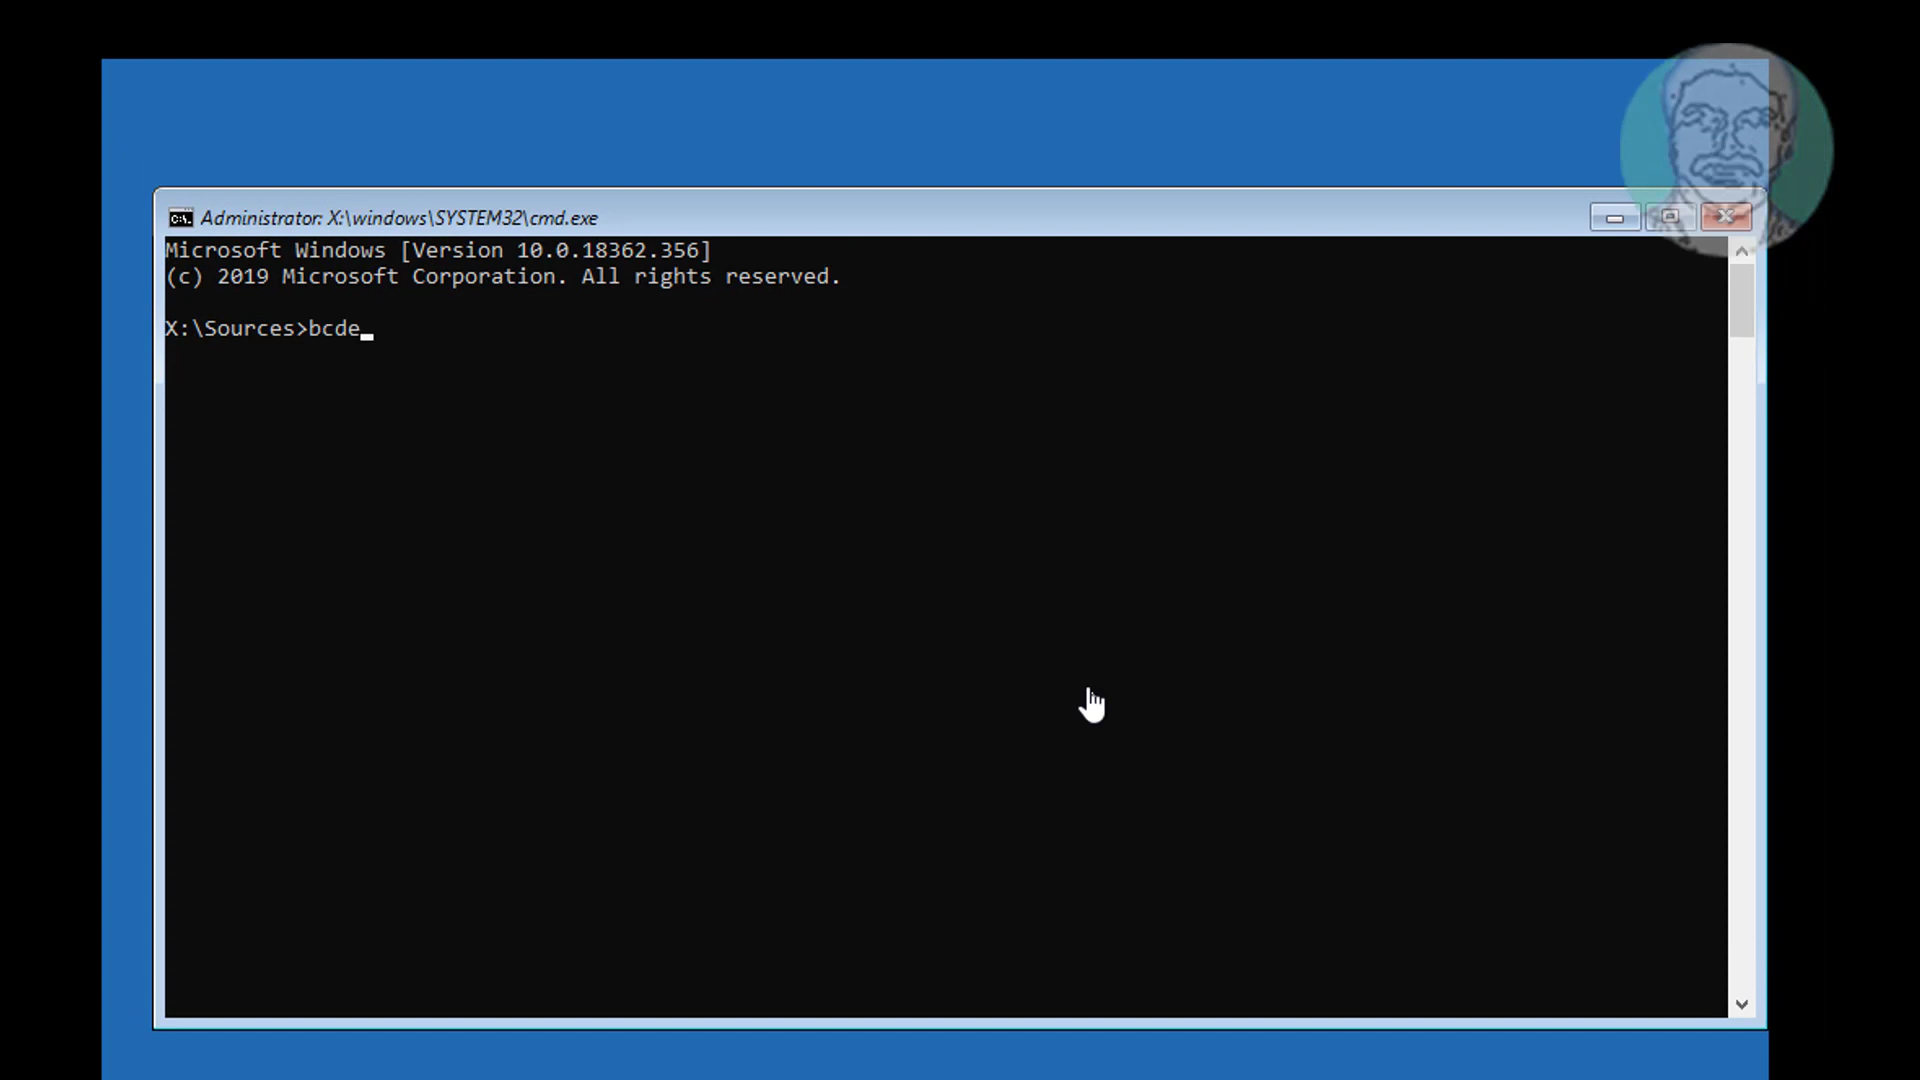 Administrator: X:\windows\SYSTEM32\cmd.exe
Microsoft Windows [Version 10.0.18362.356]
(c) 2019 Microsoft Corporation. All rights reserved.
X:\Sources>bcde_